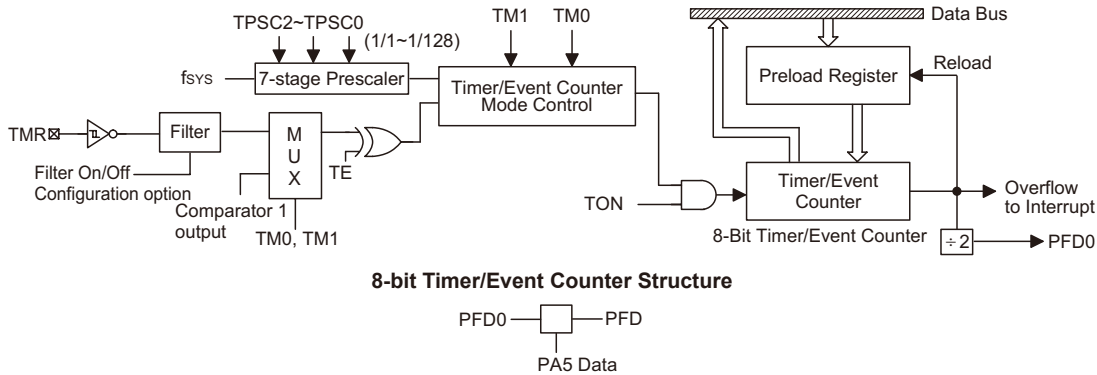 TPSC2~TPSC0
(1/1~1/128)
TM1
TM0
Data Bus
fSYS
7-stage Prescaler
Timer/Event Counter
Mode Control
Preload Register
Reload
TMR
Filter
M
U
X
TE
Filter On/Off
Configuration option
Comparator 1
output
TM0, TM1
TON
Timer/Event
Counter
Overflow
to Interrupt
8-Bit Timer/Event Counter
÷2
PFD0
8-bit Timer/Event Counter Structure
PFD0
PFD
PA5 Data